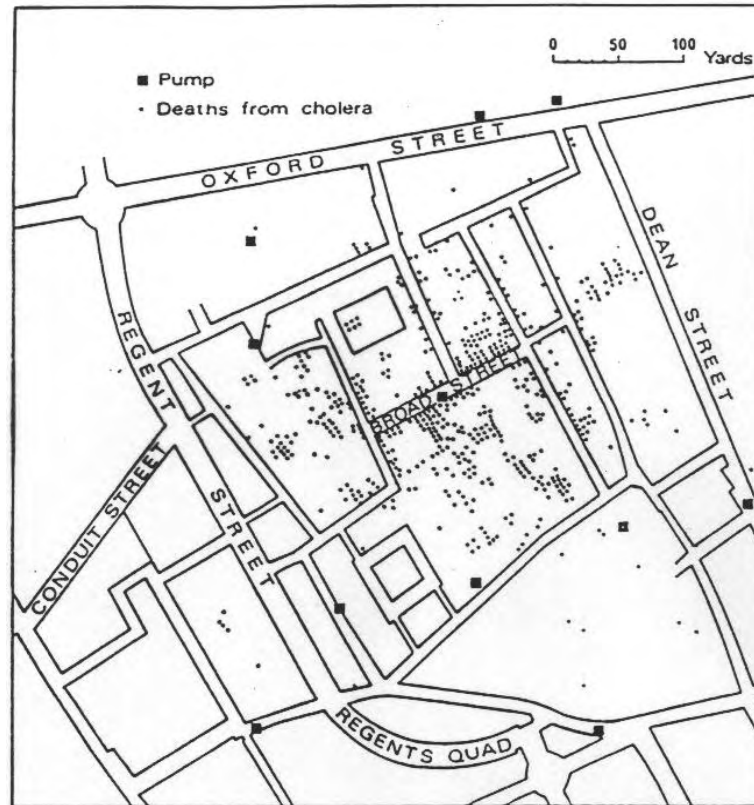 0 50 100
Yards
Pump
Deaths from cholera
OXFORD STREET
DEAN STREET
REGENT STREET
BROAD STREET
CONDUIT STREET
REGENTS QUAD